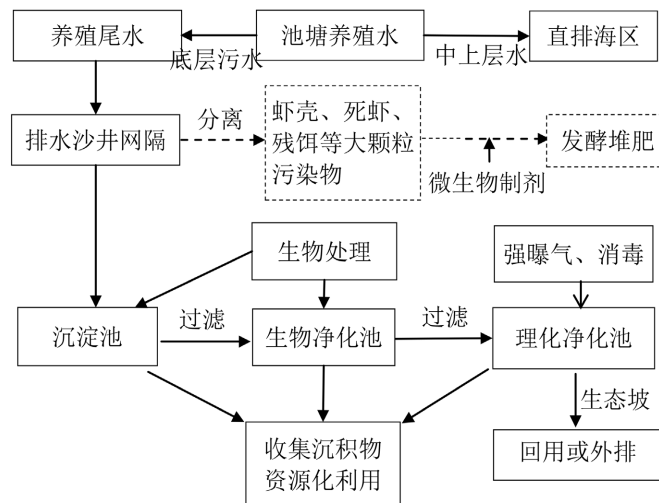 养殖尾水
底层污水
池塘养殖水
中上层水
直排海区
排水沙井网隔
分离
虾壳、死虾、
残饵等大颗粒
污染物
微生物制剂
发酵堆肥
生物处理
强曝气、消毒
沉淀池
过滤
生物净化池
过滤
理化净化池
生态坡
收集沉积物
资源化利用
回用或外排